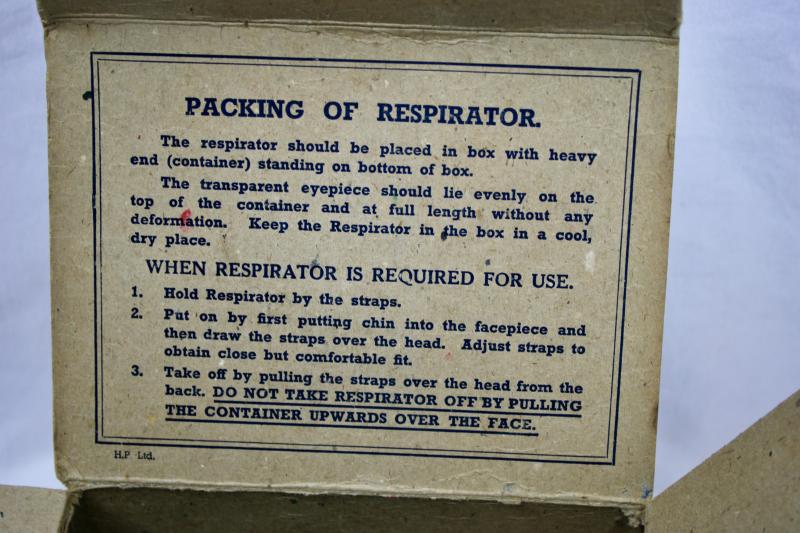 PACKING OF RESPIRATOR.
The respirator should be placed in box with heavy
end (container) standing on bottom of box.
The transparent eyepiece should lie evenly on the
top of the container and at full length without any
deformation. Keep the Respirator in the box in a cool,
dry place.
WHEN RESPIRATOR IS REQUIRED FOR USE.
1. Hold Respirator by the straps.
2. Put on by first putting chin into the facepiece and
then draw the straps over the head. Adjust straps to
obtain close but comfortable fit.
3. Take off by pulling the straps over the head from the
back. DO NOT TAKE RESPIRATOR OFF BY PULLING
THE CONTAINER UPWARDS OVER THE FACE.
H.P Ltd.